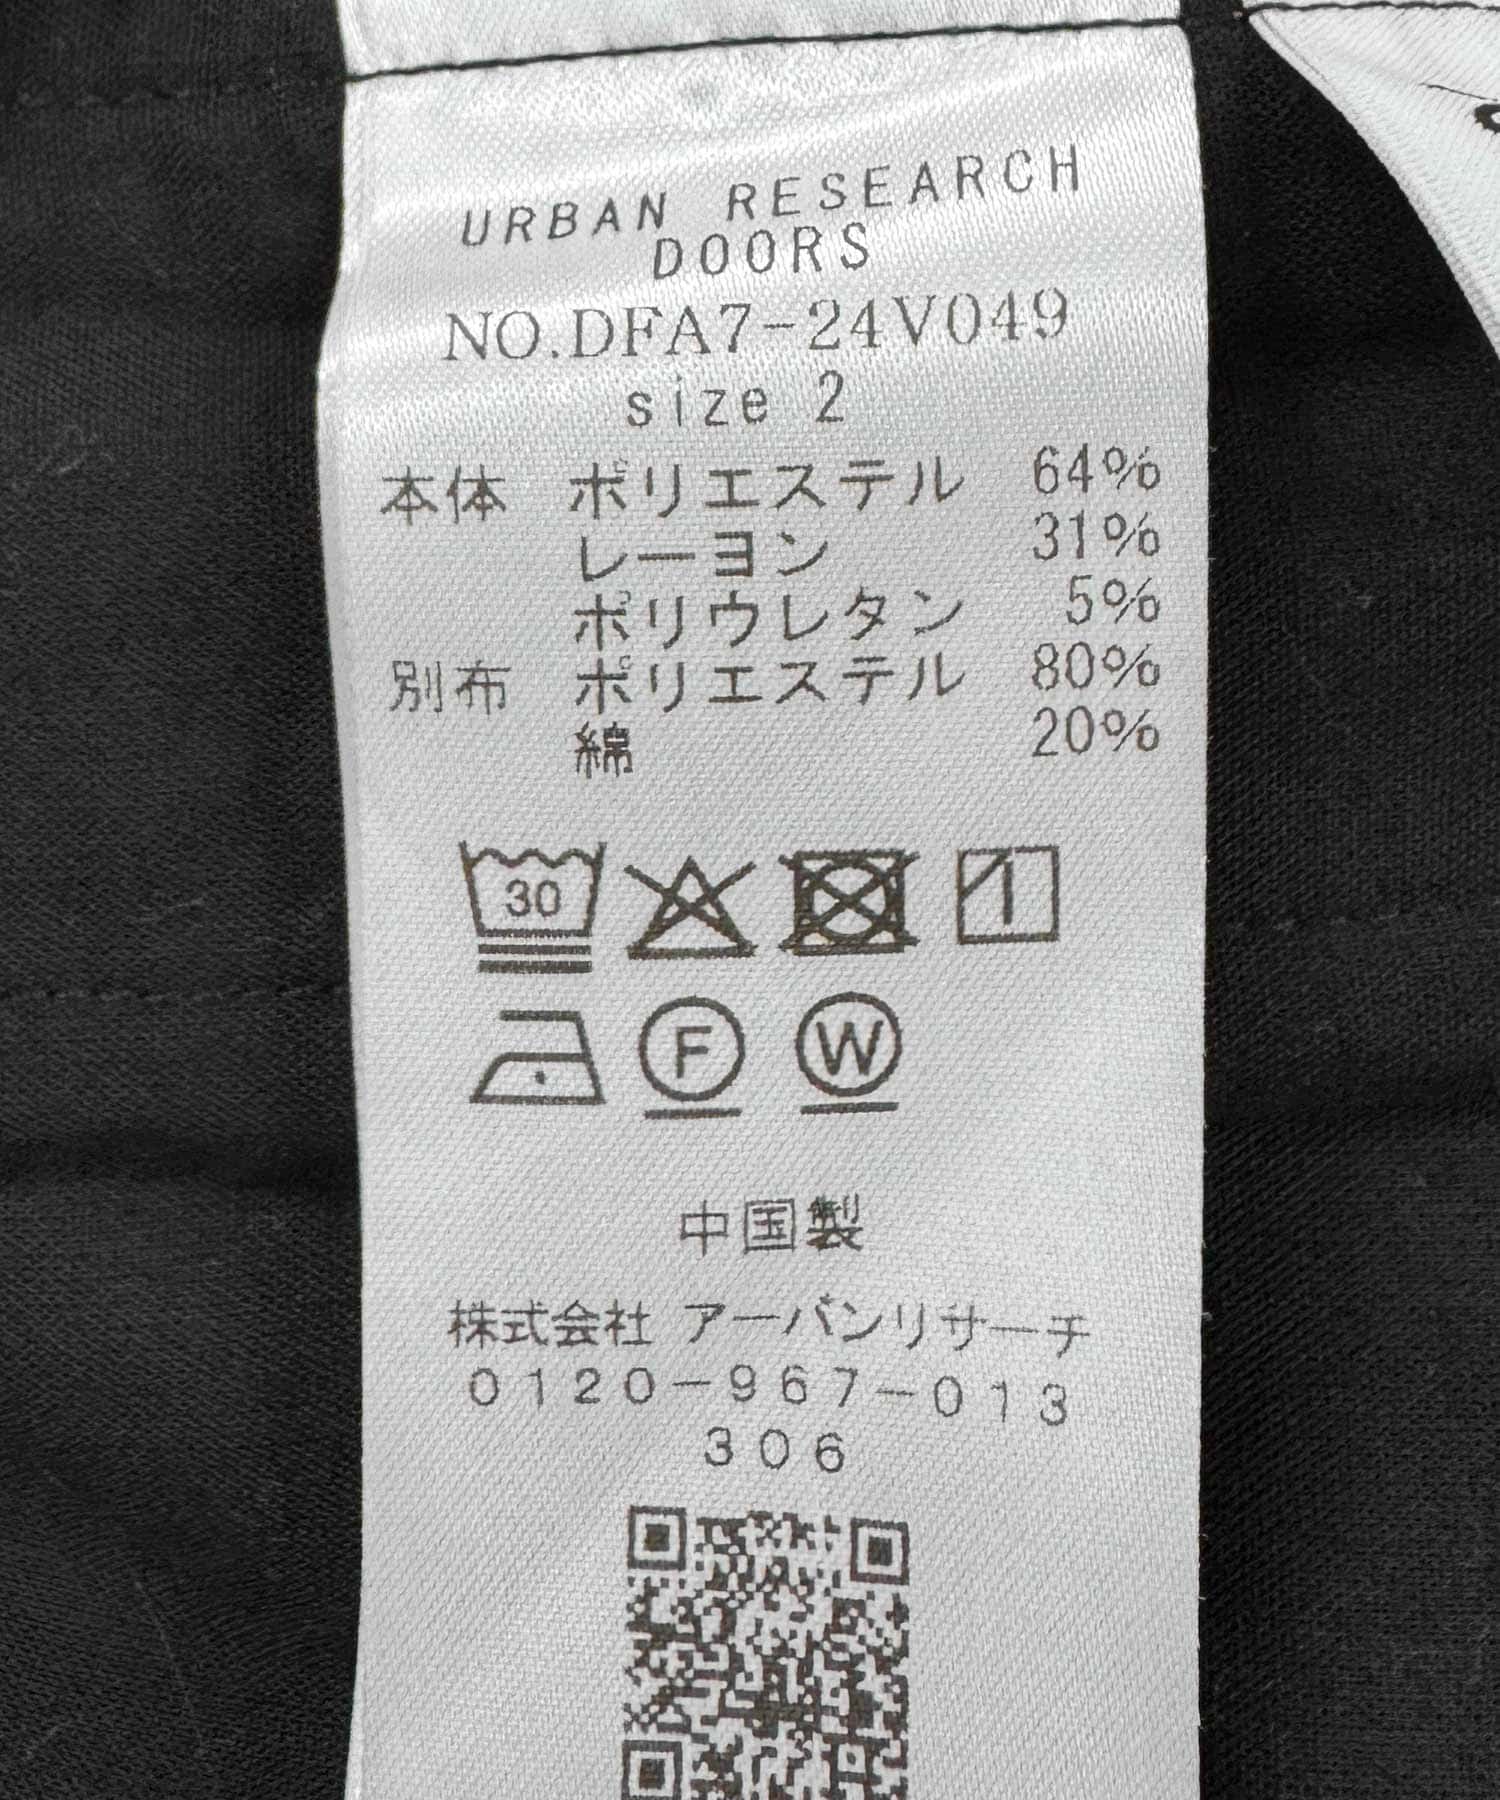 URBAN RESEARCH
DOORS
NO.DFA7-24V049
size 2
本体 ポリエステル 64%
レーヨン 31%
ポリウレタン 5%
別布 ポリエステル 80%
綿 20%
30
F W
中国製
株式会社 アーバンリサーチ
0120-967-013
306